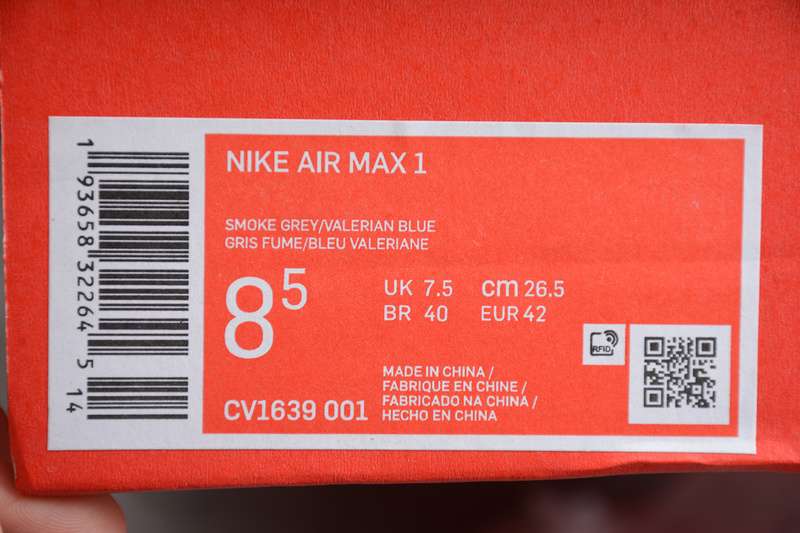 NIKE AIR MAX 1
SMOKE GREY/VALERIAN BLUE
GRIS FUME/BLEU VALERIANE
8 5
UK 7.5 cm 26.5
BR 40 EUR 42
RFID
MADE IN CHINA /
FABRIQUE EN CHINE /
FABRICADO NA CHINA /
HECHO EN CHINA
CV1639 001
1 93658 32264 5 14